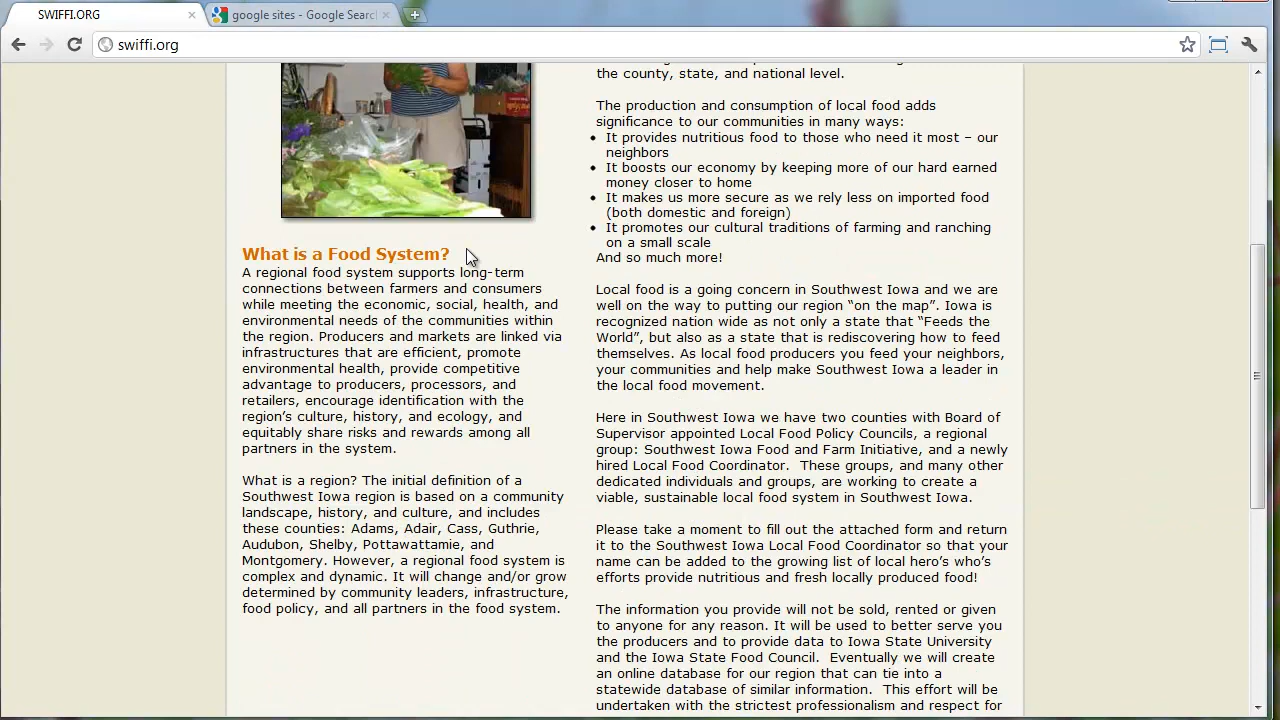 SWIFFI.ORG
google sites - Google Searc
swiffi.org
What is a Food System?
A regional food system supports long-term
connections between farmers and consumers
while meeting the economic, social, health, and
environmental needs of the communities within
the region. Producers and markets are linked via
infrastructures that are efficient, promote
environmental health, provide competitive
advantage to producers, processors, and
retailers, encourage identification with the
region's culture, history, and ecology, and
equitably share risks and rewards among all
partners in the system.
What is a region? The initial definition of a
Southwest Iowa region is based on a community
landscape, history, and culture, and includes
these counties: Adams, Adair, Cass, Guthrie,
Audubon, Shelby, Pottawattamie, and
Montgomery. However, a regional food system is
complex and dynamic. It will change and/or grow
determined by community leaders, infrastructure,
food policy, and all partners in the food system.
the county, state, and national level.
The production and consumption of local food adds
significance to our communities in many ways:
• It provides nutritious food to those who need it most – our
neighbors
• It boosts our economy by keeping more of our hard earned
money closer to home
• It makes us more secure as we rely less on imported food
(both domestic and foreign)
• It promotes our cultural traditions of farming and ranching
on a small scale
And so much more!
Local food is a going concern in Southwest Iowa and we are
well on the way to putting our region “on the map”. Iowa is
recognized nation wide as not only a state that “Feeds the
World”, but also as a state that is rediscovering how to feed
themselves. As local food producers you feed your neighbors,
your communities and help make Southwest Iowa a leader in
the local food movement.
Here in Southwest Iowa we have two counties with Board of
Supervisor appointed Local Food Policy Councils, a regional
group: Southwest Iowa Food and Farm Initiative, and a newly
hired Local Food Coordinator.  These groups, and many other
dedicated individuals and groups, are working to create a
viable, sustainable local food system in Southwest Iowa.
Please take a moment to fill out the attached form and return
it to the Southwest Iowa Local Food Coordinator so that your
name can be added to the growing list of local hero's who's
efforts provide nutritious and fresh locally produced food!
The information you provide will not be sold, rented or given
to anyone for any reason. It will be used to better serve you
the producers and to provide data to Iowa State University
and the Iowa State Food Council.  Eventually we will create
an online database for our region that can tie into a
statewide database of similar information.  This effort will be
undertaken with the strictest professionalism and respect for